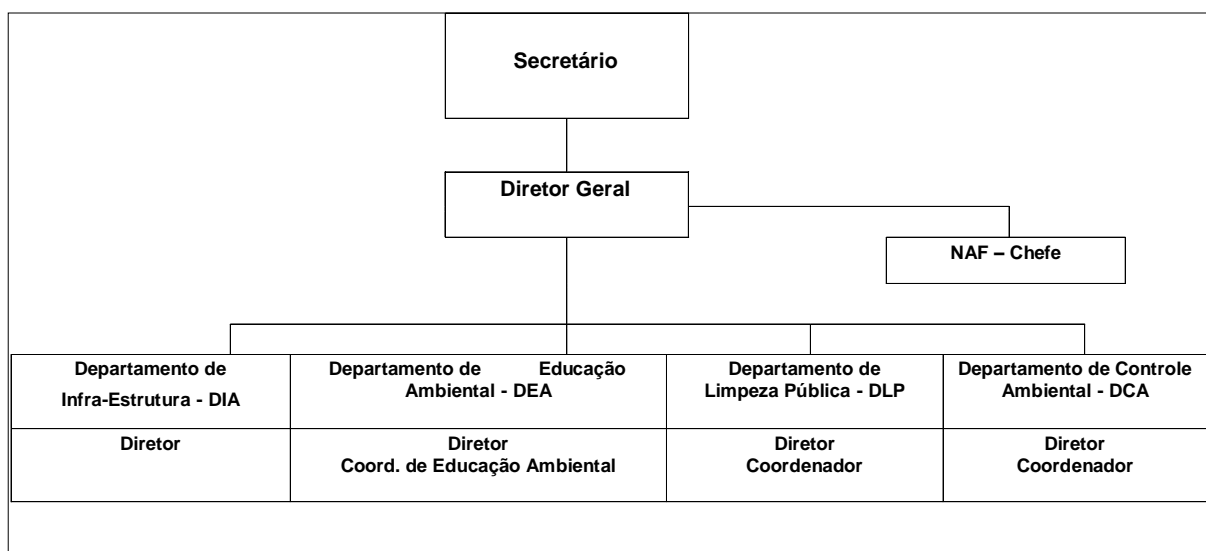 Secretário
Diretor Geral
NAF – Chefe
Departamento de
Infra-Estrutura - DIA
Departamento de Educação
Ambiental - DEA
Departamento de
Limpeza Pública - DLP
Departamento de Controle
Ambiental - DCA
Diretor
Diretor
Coord. de Educação Ambiental
Diretor
Coordenador
Diretor
Coordenador